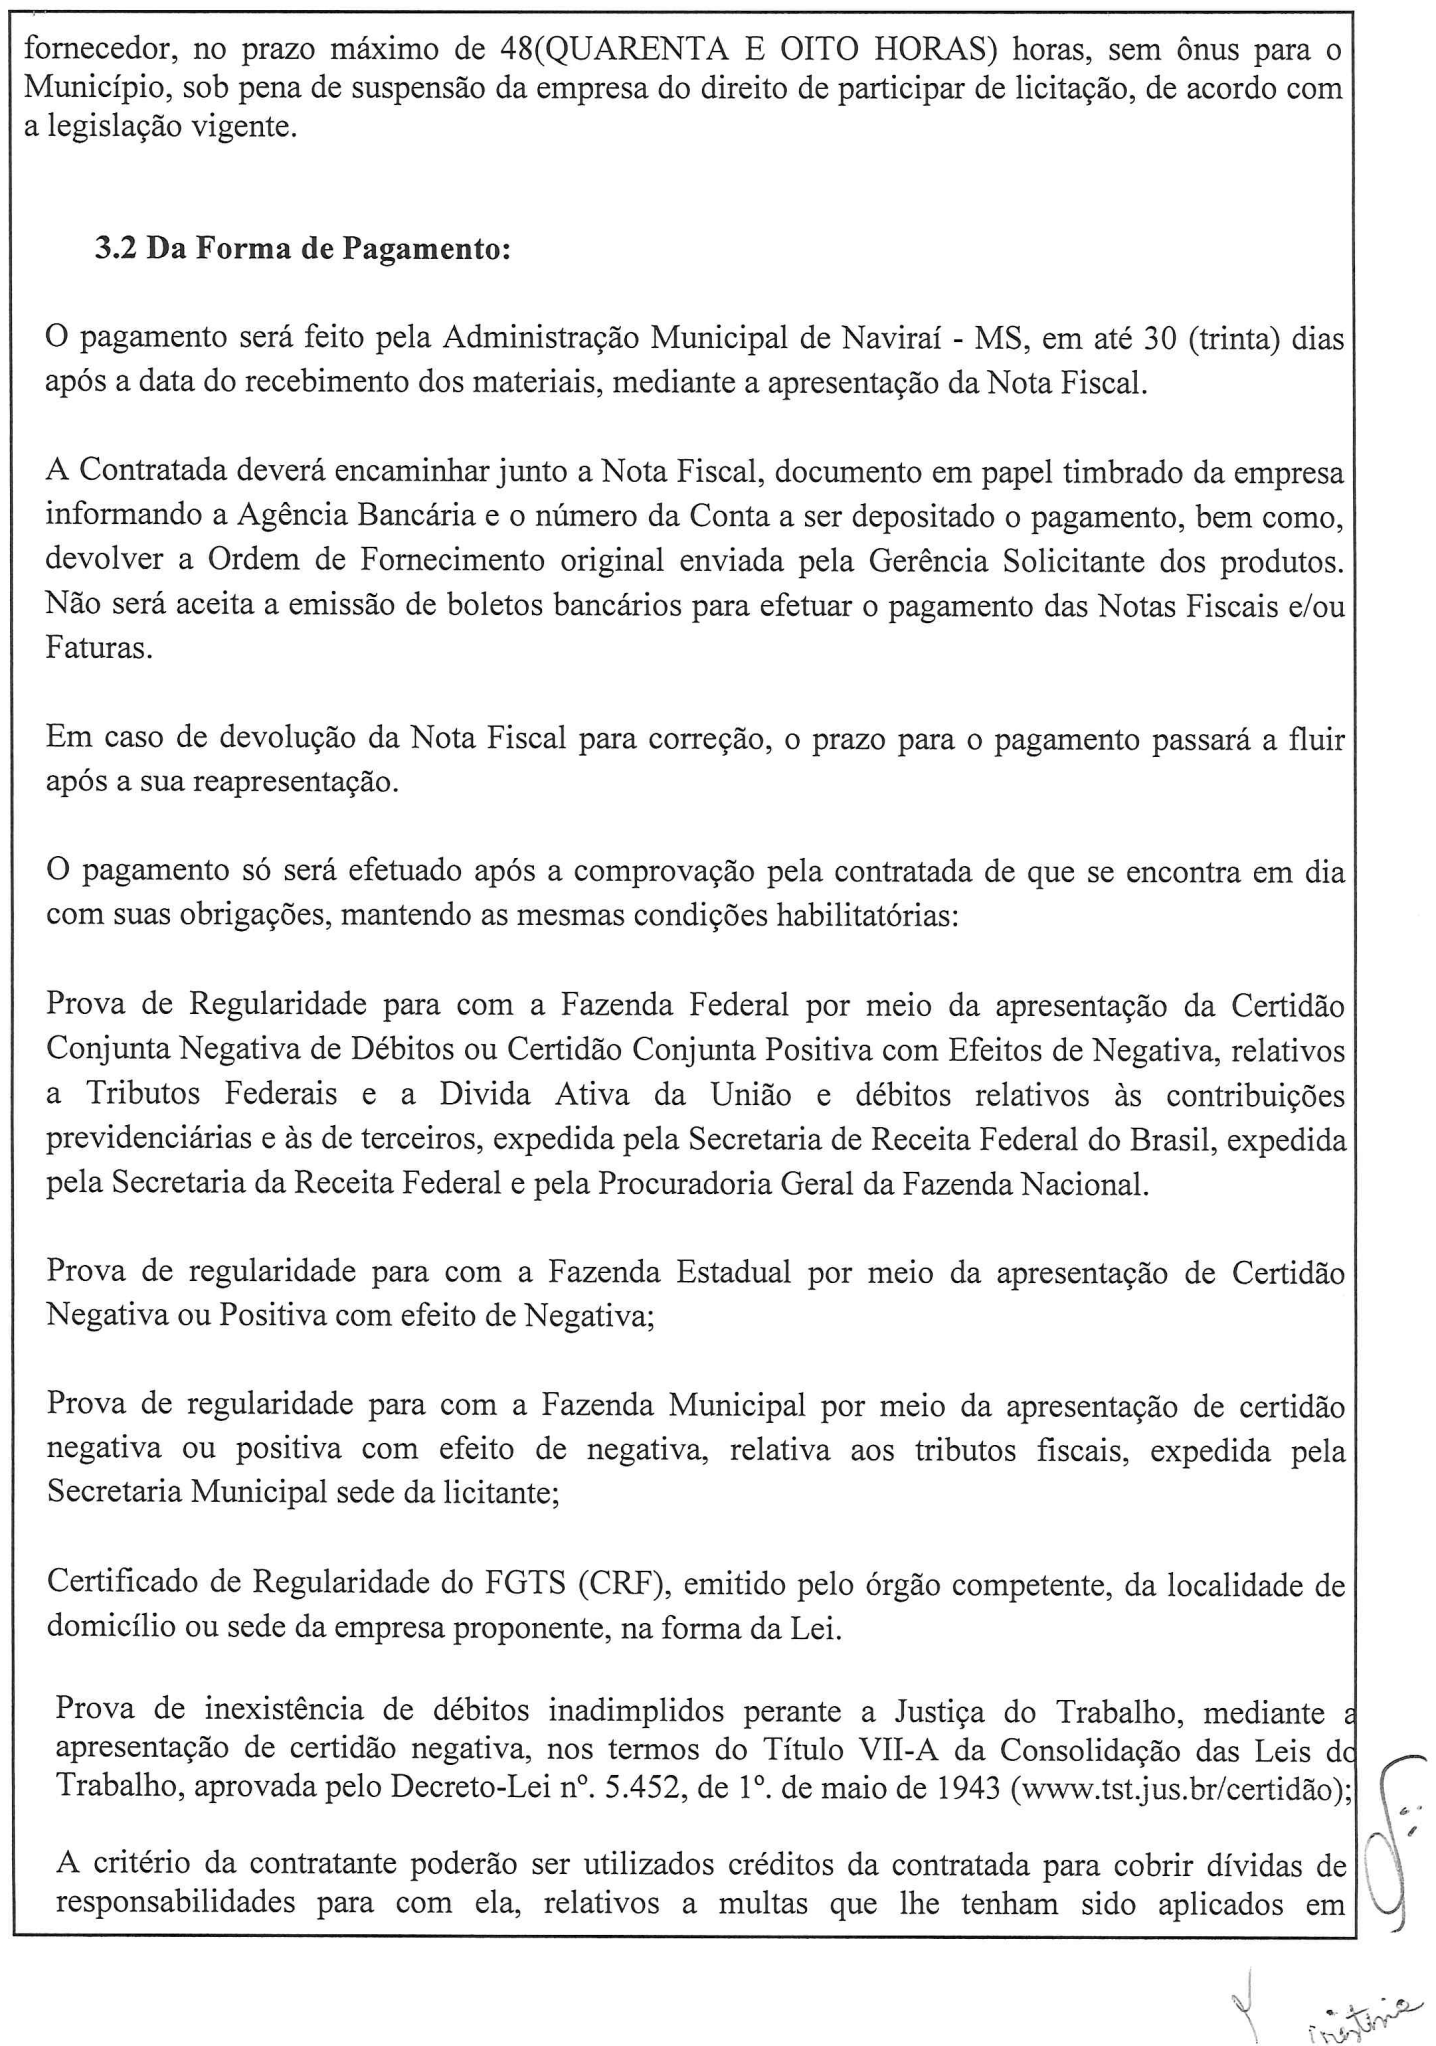 fornecedor, no prazo máximo de 48(QUARENTA E OITO HORAS) horas, sem ônus para o
Município, sob pena de suspensão da empresa do direito de participar de licitação, de acordo com
a legislação vigente.
3.2 Da Forma de Pagamento:
O pagamento será feito pela Administração Municipal de Naviraí - MS, em até 30 (trinta) dias
após a data do recebimento dos materiais, mediante a apresentação da Nota Fiscal.
A Contratada deverá encaminhar junto a Nota Fiscal, documento em papel timbrado da empresa
informando a Agência Bancária e o número da Conta a ser depositado o pagamento, bem como,
devolver a Ordem de Fornecimento original enviada pela Gerência Solicitante dos produtos.
Não será aceita a emissão de boletos bancários para efetuar o pagamento das Notas Fiscais e/ou
Faturas.
Em caso de devolução da Nota Fiscal para correção, o prazo para o pagamento passará a fluir
após a sua reapresentação.
O pagamento só será efetuado após a comprovação pela contratada de que se encontra em dia
com suas obrigações, mantendo as mesmas condições habilitatórias:
Prova de Regularidade para com a Fazenda Federal por meio da apresentação da Certidão
Conjunta Negativa de Débitos ou Certidão Conjunta Positiva com Efeitos de Negativa, relativos
a Tributos Federais e a Divida Ativa da União e débitos relativos às contribuições
previdenciárias e às de terceiros, expedida pela Secretaria de Receita Federal do Brasil, expedida
pela Secretaria da Receita Federal e pela Procuradoria Geral da Fazenda Nacional.
Prova de regularidade para com a Fazenda Estadual por meio da apresentação de Certidão
Negativa ou Positiva com efeito de Negativa;
Prova de regularidade para com a Fazenda Municipal por meio da apresentação de certidão
negativa ou positiva com efeito de negativa, relativa aos tributos fiscais, expedida pela
Secretaria Municipal sede da licitante;
Certificado de Regularidade do FGTS (CRF), emitido pelo órgão competente, da localidade de
domicílio ou sede da empresa proponente, na forma da Lei.
Prova de inexistência de débitos inadimplidos perante a Justiça do Trabalho, mediante a
apresentação de certidão negativa, nos termos do Título VII-A da Consolidação das Leis do
Trabalho, aprovada pelo Decreto-Lei nº. 5.452, de 1º. de maio de 1943 (www.tst.jus.br/certidão);
A critério da contratante poderão ser utilizados créditos da contratada para cobrir dívidas de
responsabilidades para com ela, relativos a multas que lhe tenham sido aplicados em